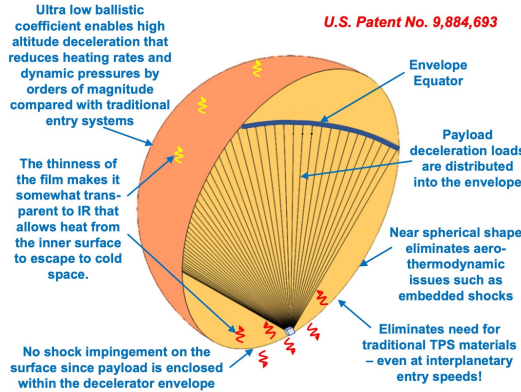 Ultra low ballistic
coefficient enables high
altitude deceleration that
reduces heating rates and
dynamic pressures by
orders of magnitude
compared with traditional
entry systems
U.S. Patent No. 9,884,693
Envelope
Equator
Payload
deceleration loads
are distributed
into the envelope
The thinness of
the film makes it
somewhat trans-
parent to IR that
allows heat from
the inner surface
to escape to cold
space.
Near spherical shape
eliminates aero-
thermodynamic
issues such as
embedded shocks
Eliminates need for
traditional TPS materials
– even at interplanetary
entry speeds!
No shock impingement on the
surface since payload is enclosed
within the decelerator envelope